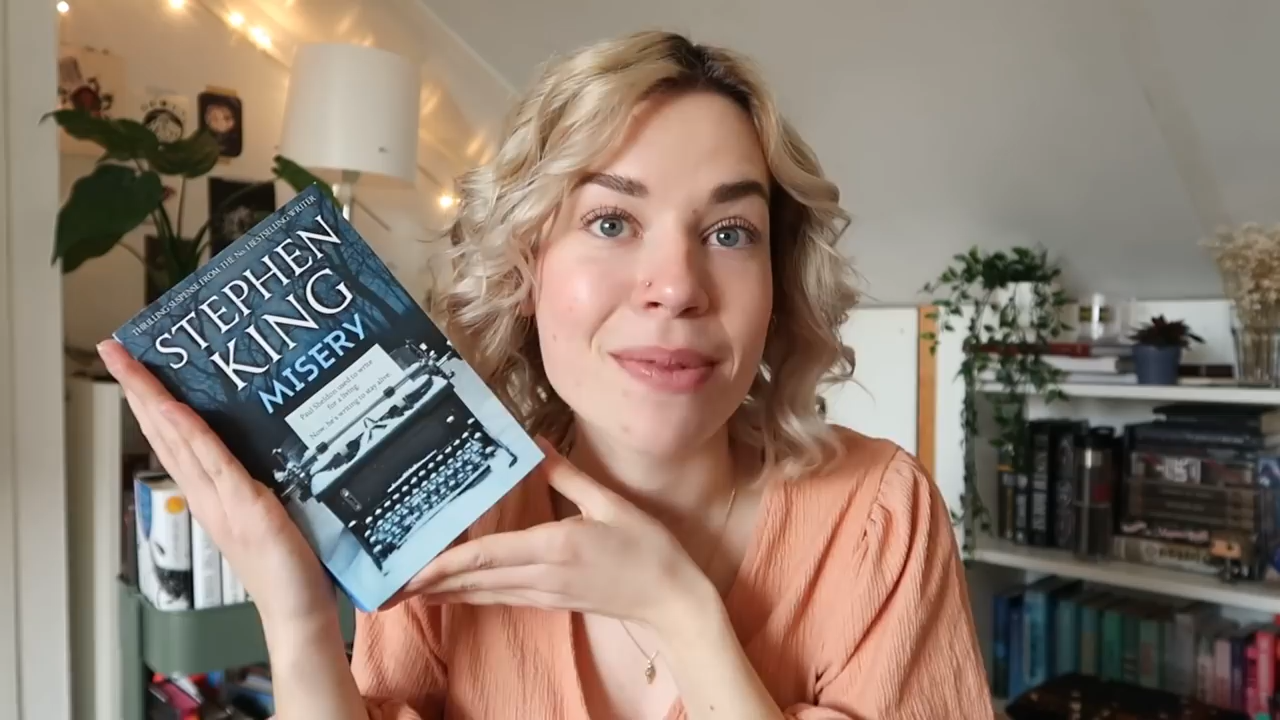 THRILLING SUSPENSE FROM THE No.1 BESTSELLING WRITER
STEPHEN
KING
MISERY
Paul Sheldon used to write
for a living.
Now, he's writing to stay alive.